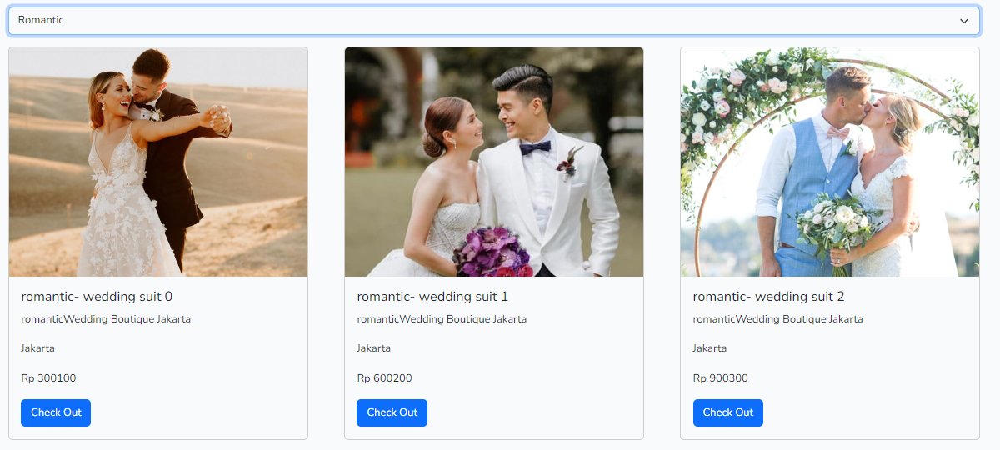 Romantic
romantic- wedding suit 0
romanticWedding Boutique Jakarta
Jakarta
Rp 300100
Check Out
romantic- wedding suit 1
romanticWedding Boutique Jakarta
Jakarta
Rp 600200
Check Out
romantic- wedding suit 2
romanticWedding Boutique Jakarta
Jakarta
Rp 900300
Check Out